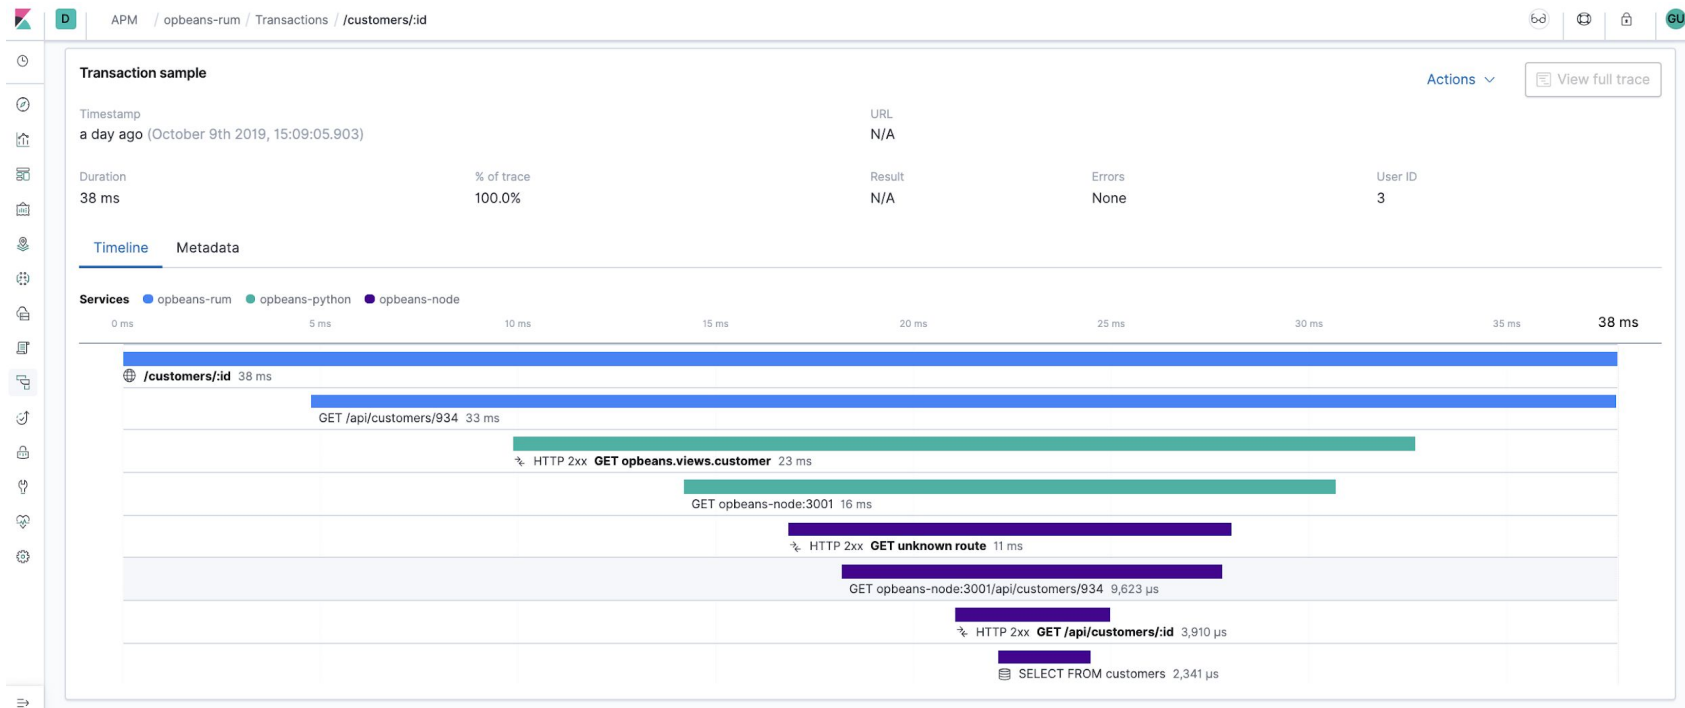 D APM / opbeans-rum / Transactions / /customers/:id GU
Transaction sample
Actions View full trace
Timestamp URL
a day ago (October 9th 2019, 15:09:05.903) N/A
Duration % of trace Result Errors User ID
38 ms 100.0% N/A None 3
Timeline Metadata
Services opbeans-rum opbeans-python opbeans-node
0 ms 5 ms 10 ms 15 ms 20 ms 25 ms 30 ms 35 ms 38 ms
/customers/:id 38 ms
GET /api/customers/934 33 ms
HTTP 2xx GET opbeans.views.customer 23 ms
GET opbeans-node:3001 16 ms
HTTP 2xx GET unknown route 11 ms
GET opbeans-node:3001/api/customers/934 9,623 μs
HTTP 2xx GET /api/customers/:id 3,910 μs
SELECT FROM customers 2,341 μs